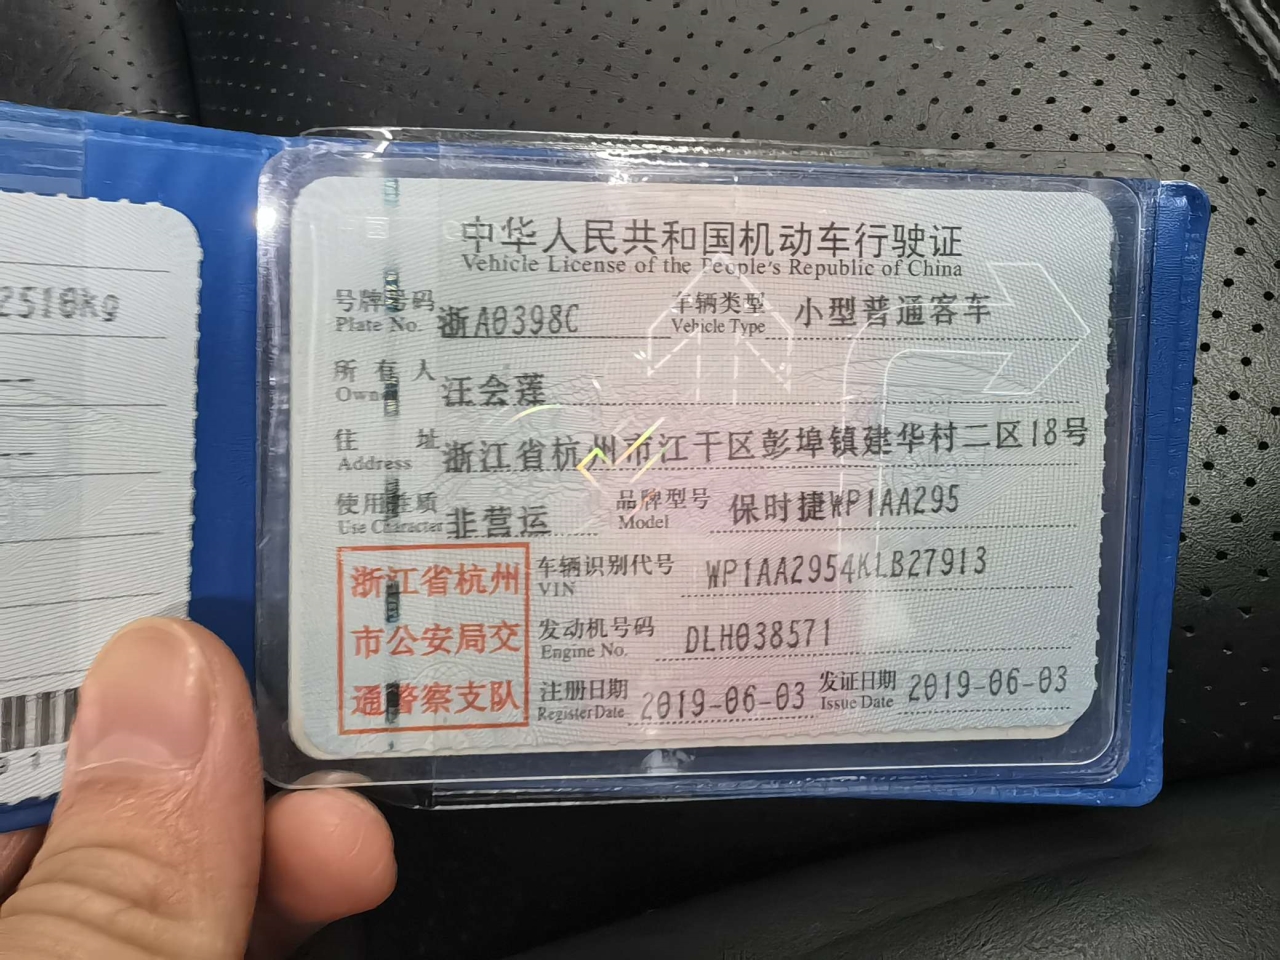 2510kg
中华人民共和国机动车行驶证
Vehicle License of the People's Republic of China
号牌号码 浙A0398C 车辆类型 小型普通客车
Plate No. Vehicle Type
所有人 汪会莲
Owner
住址 浙江省杭州市江干区彭埠镇建华村二区18号
Address
使用性质 非营运 品牌型号 保时捷WP1AA295
Use Character Model
浙江省杭州
市公安局交
通警察支队
车辆识别代号 WP1AA2954KLB27913
VIN
发动机号码 DLH038571
Engine No.
注册日期 2019-06-03 发证日期 2019-06-03
Register Date Issue Date